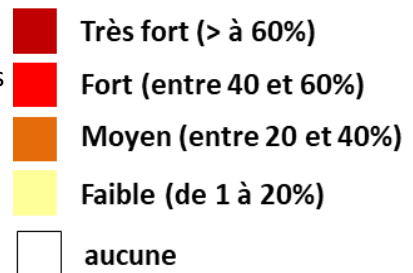 Très fort (> à 60%)
s
Fort (entre 40 et 60%)
Moyen (entre 20 et 40%)
Faible (de 1 à 20%)
aucune